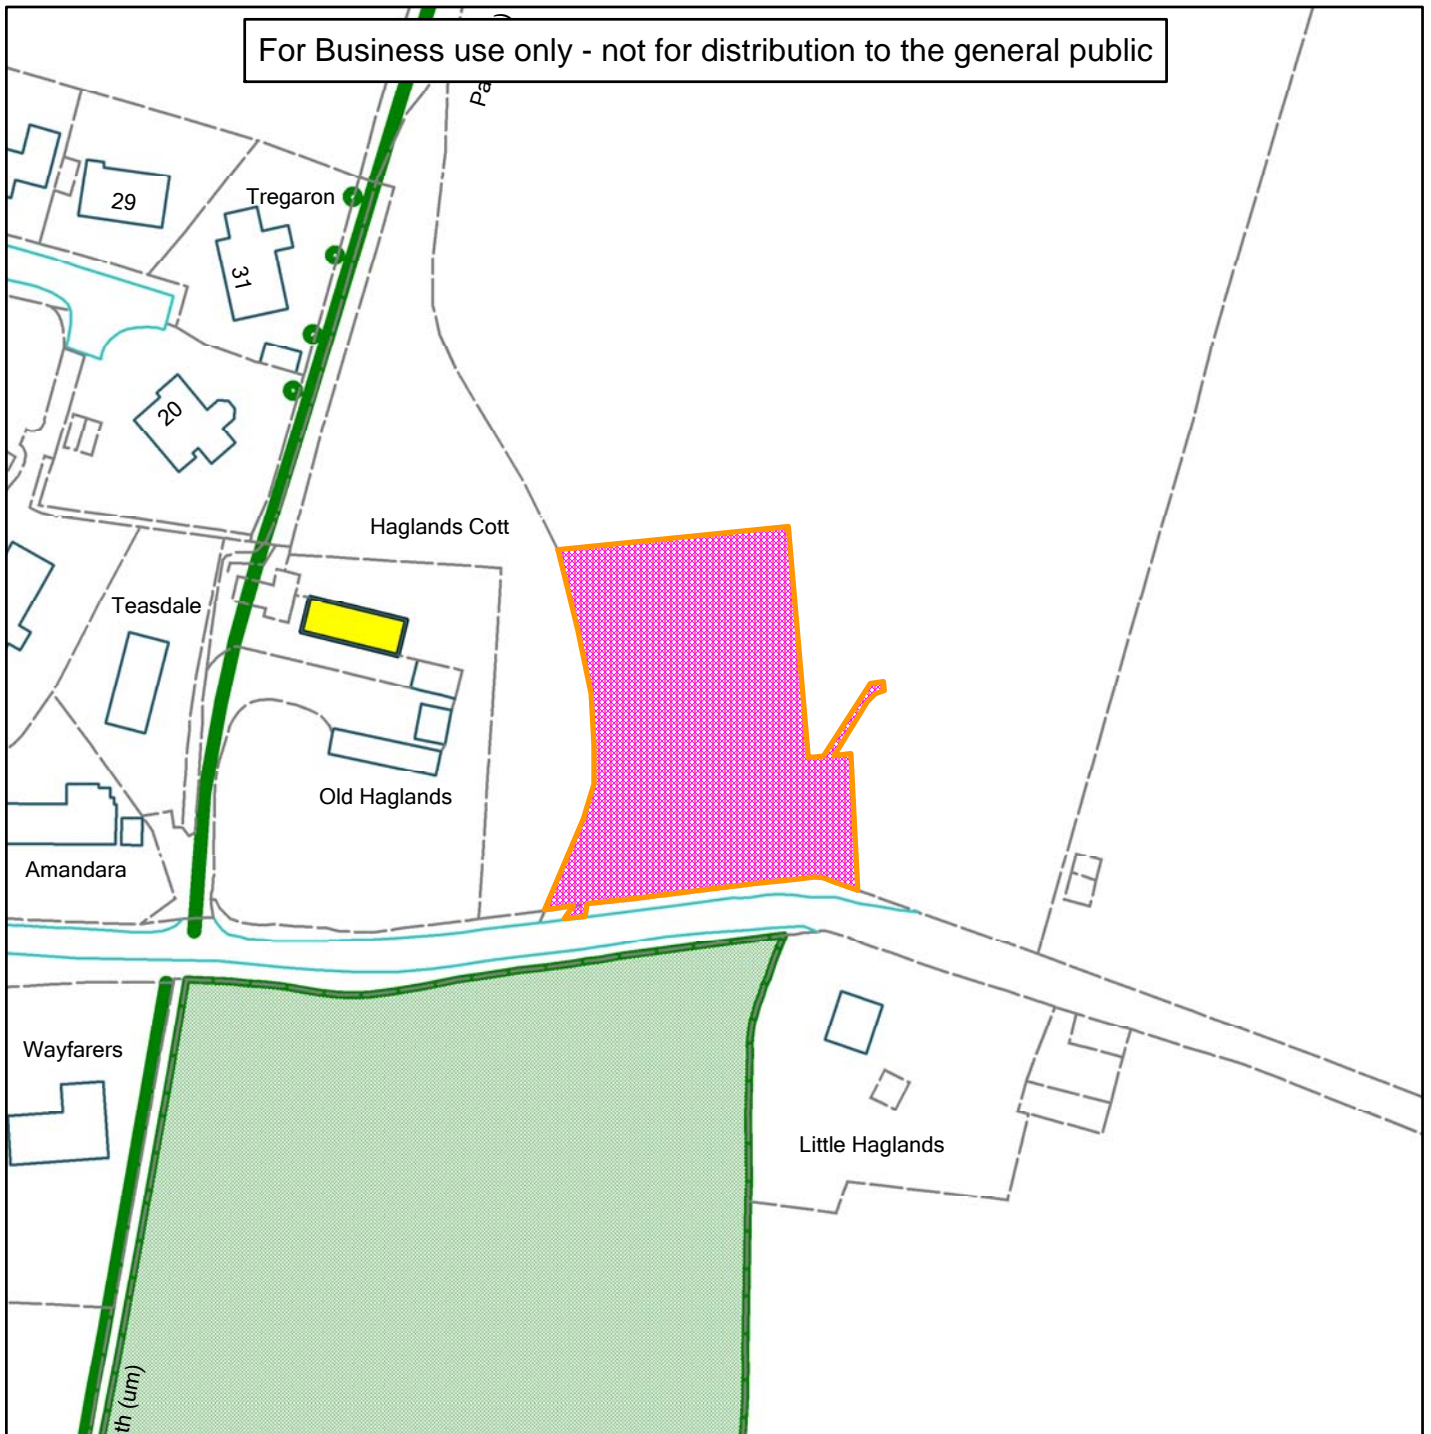 For Business use only - not for distribution to the general public
Pa
)
29
Tregaron
31
20
Haglands Cott
Teasdale
Old Haglands
Amandara
Wayfarers
Little Haglands
th (um)